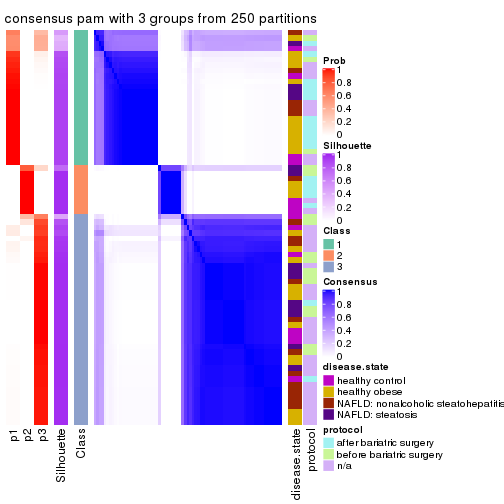 consensus pam with 3 groups from 250 partitions
Prob
1
0.8
0.6
0.4
0.2
0
Silhouette
1
0.8
0.6
0.4
0.2
0
Class
1
2
3
Consensus
1
0.8
0.6
0.4
0.2
0
disease.state
healthy control
healthy obese
NAFLD: nonalcoholic steatohepatitis
NAFLD: steatosis
protocol
after bariatric surgery
before bariatric surgery
n/a
p1
p2
p3
Silhouette
Class
disease.state
protocol